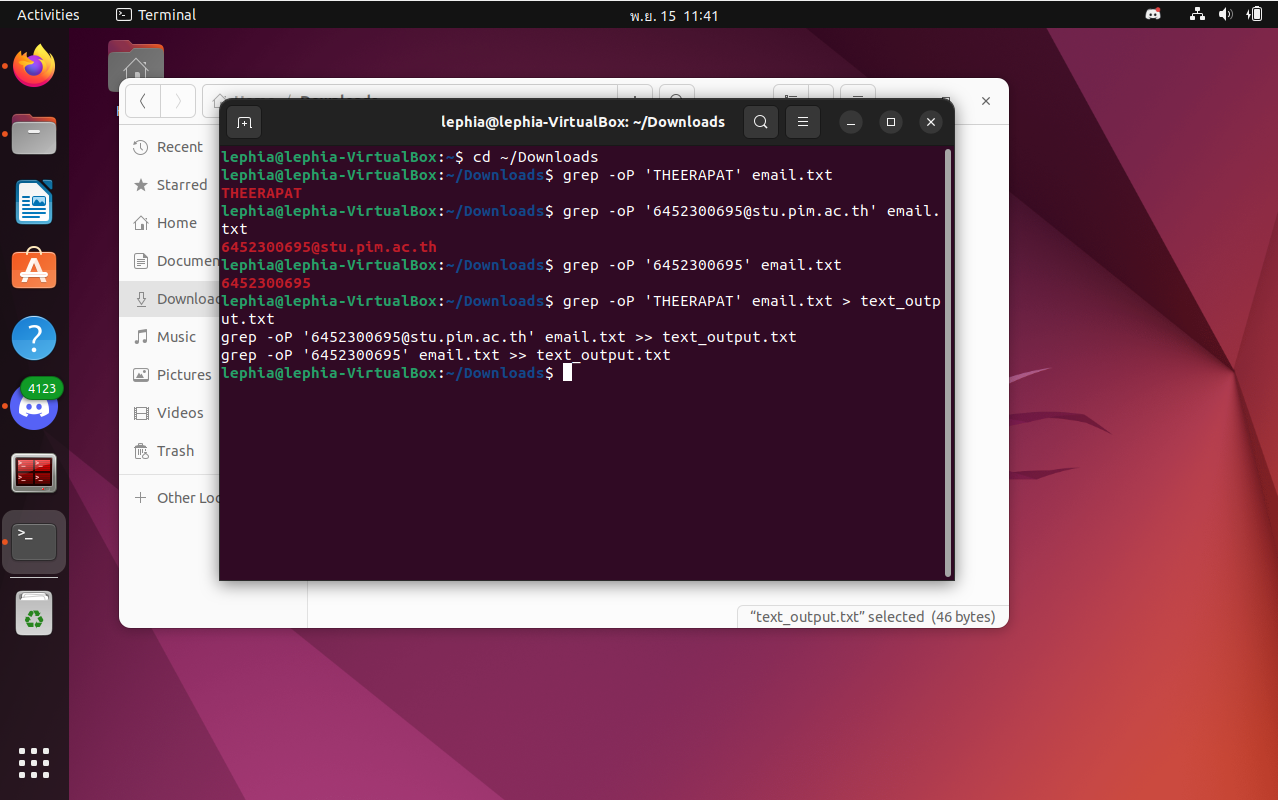 Activities
Terminal
พ.ย. 15 11:41
lephia@lephia-VirtualBox: ~/Downloads
Recent
Starred
Home
Documen
Downloac
Music
Pictures
Videos
Trash
Other Loc
lephia@lephia-VirtualBox:~$ cd ~/Downloads
lephia@lephia-VirtualBox:~/Downloads$ grep -oP 'THEERAPAT' email.txt
THEERAPAT
lephia@lephia-VirtualBox:~/Downloads$ grep -oP '6452300695@stu.pim.ac.th' email.
txt
6452300695@stu.pim.ac.th
lephia@lephia-VirtualBox:~/Downloads$ grep -oP '6452300695' email.txt
6452300695
lephia@lephia-VirtualBox:~/Downloads$ grep -oP 'THEERAPAT' email.txt > text_outp
ut.txt
grep -oP '6452300695@stu.pim.ac.th' email.txt >> text_output.txt
grep -oP '6452300695' email.txt >> text_output.txt
lephia@lephia-VirtualBox:~/Downloads$
4123
“text_output.txt” selected (46 bytes)